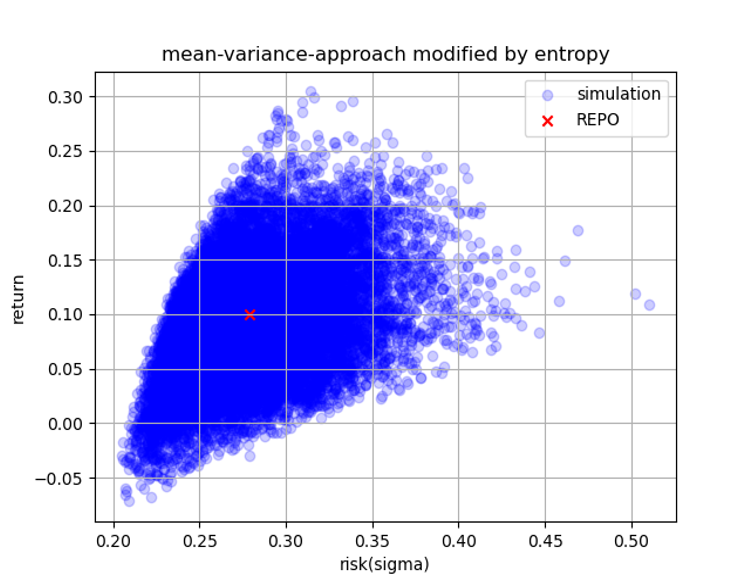 mean-variance-approach modified by entropy
simulation
REPO
return
0.30
0.25
0.20
0.15
0.10
0.05
0.00
−0.05
0.20 0.25 0.30 0.35 0.40 0.45 0.50
risk(sigma)